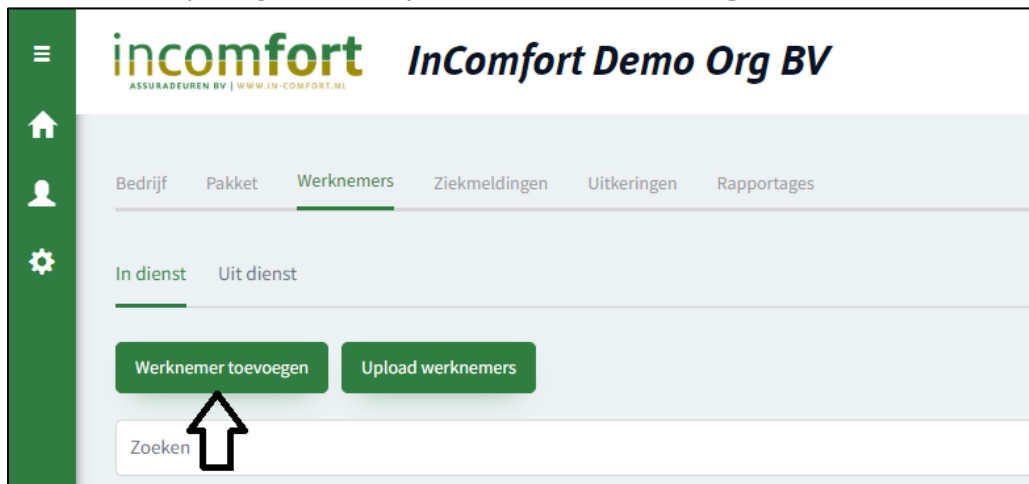 incomfort
ASSURADEUREN BV | WWW.IN-COMFORT.NL
InComfort Demo Org BV
Bedrijf Pakket Werknemers Ziekmeldingen Uitkeringen Rapportages
In dienst Uit dienst
Werknemer toevoegen Upload werknemers
Zoeken